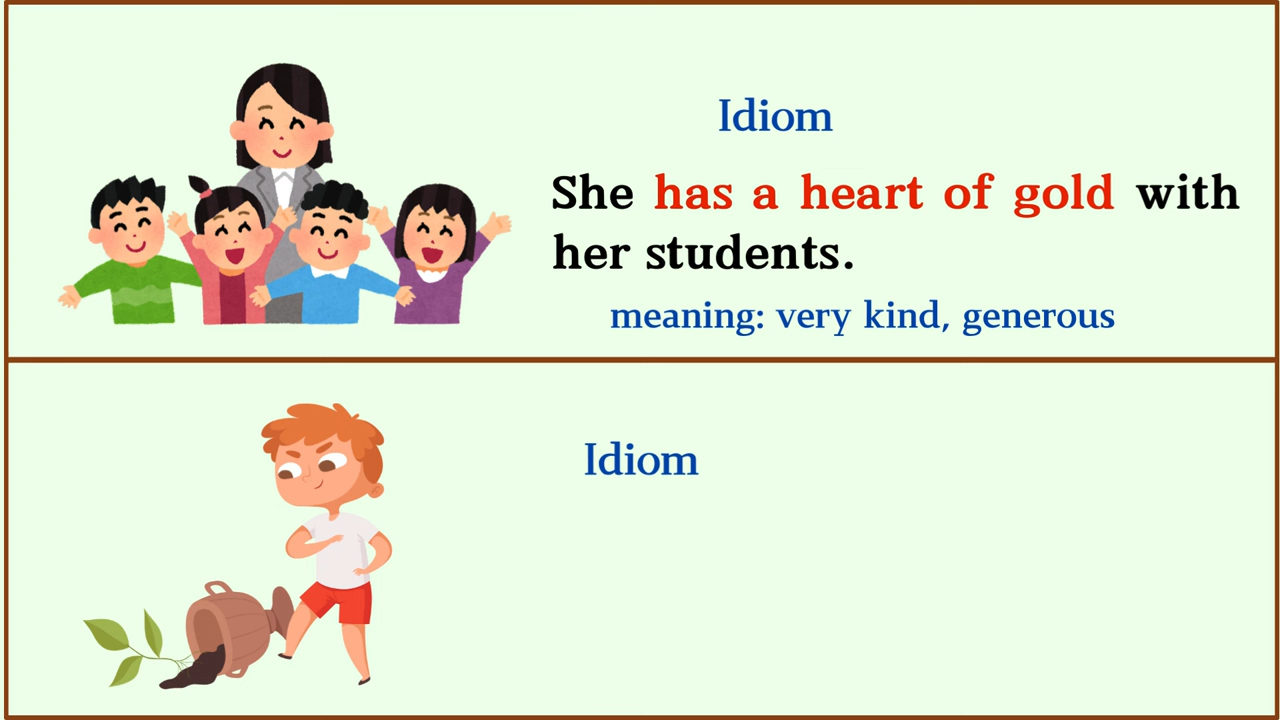 Idiom
She has a heart of gold with
her students.
meaning: very kind, generous
Idiom